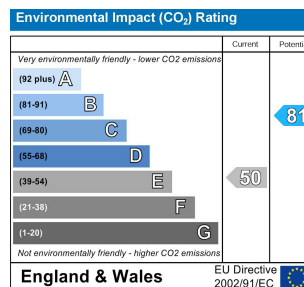 Environmental Impact (CO2) Rating
Current Potenti
Very environmentally friendly - lower CO2 emissions
(92 plus) A
(81-91) B
81
(69-80) C
(55-68) D
(39-54) E
50
(21-38) F
(1-20) G
Not environmentally friendly - higher CO2 emissions
England & Wales
EU Directive
2002/91/EC